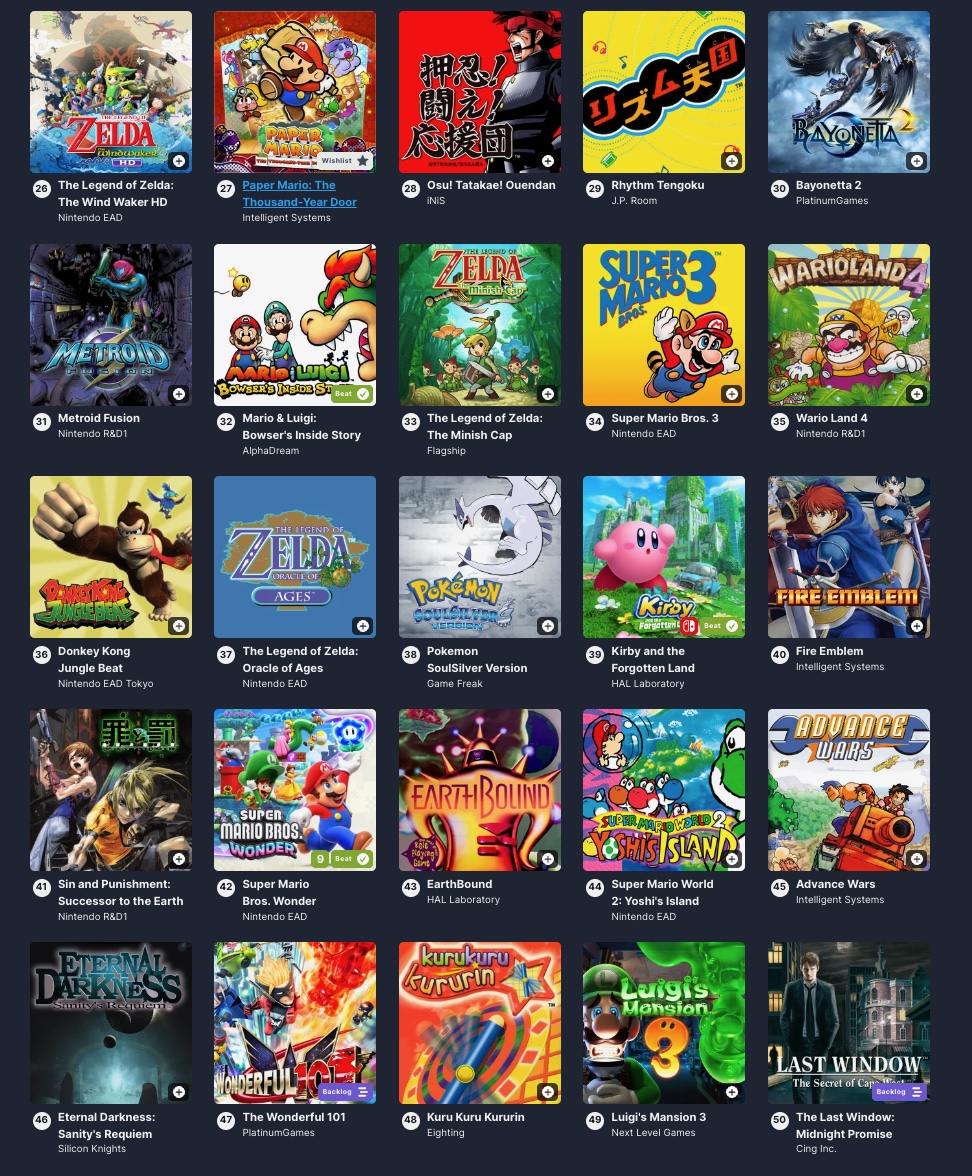 THE LEGEND OF
ZELDA
The Wind Waker
HD
PAPER
MARIO
Wishlist
押忍!
闘え!
応援団
リズム天国
BAYONETTA 2
26 The Legend of Zelda:
The Wind Waker HD
Nintendo EAD
27 Paper Mario: The
Thousand-Year Door
Intelligent Systems
28 Osu! Tatakae! Ouendan
iNiS
29 Rhythm Tengoku
J.P. Room
30 Bayonetta 2
PlatinumGames
METROID
FUSION
MARIO & LUIGI
BOWSER'S INSIDE ST
Beat
THE LEGEND OF
ZELDA
The Minish Cap
SUPER
MARIO
BROS.
3
WARIO LAND 4
31 Metroid Fusion
Nintendo R&D1
32 Mario & Luigi:
Bowser's Inside Story
AlphaDream
33 The Legend of Zelda:
The Minish Cap
Flagship
34 Super Mario Bros. 3
Nintendo EAD
35 Wario Land 4
Nintendo R&D1
DONKEY KONG
JUNGLE BEAT
THE LEGEND OF
ZELDA
ORACLE OF
AGES
POKéMON
SOULSILVER
VERSION
Kirby
and the
Forgotten Land
Beat
FIRE EMBLEM
36 Donkey Kong
Jungle Beat
Nintendo EAD Tokyo
37 The Legend of Zelda:
Oracle of Ages
Nintendo EAD
38 Pokemon
SoulSilver Version
Game Freak
39 Kirby and the
Forgotten Land
HAL Laboratory
40 Fire Emblem
Intelligent Systems
罪と罰
SUPER
MARIO BROS.
WONDER
9 Beat
EARTHBOUND
Role
Playing
Game
SUPER MARIO WORLD 2
YOSHI'S ISLAND
ADVANCE
WARS
41 Sin and Punishment:
Successor to the Earth
Nintendo R&D1
42 Super Mario
Bros. Wonder
Nintendo EAD
43 EarthBound
HAL Laboratory
44 Super Mario World
2: Yoshi's Island
Nintendo EAD
45 Advance Wars
Intelligent Systems
ETERNAL
DARKNESS
Sanity's Requiem
WONDERFUL 101
Backlog
kurukuru
kururin
Luigi's
Mansion
3
LAST WINDOW
The Secret of Cape West
Backlog
46 Eternal Darkness:
Sanity's Requiem
Silicon Knights
47 The Wonderful 101
PlatinumGames
48 Kuru Kuru Kururin
Eighting
49 Luigi's Mansion 3
Next Level Games
50 The Last Window:
Midnight Promise
Cing Inc.